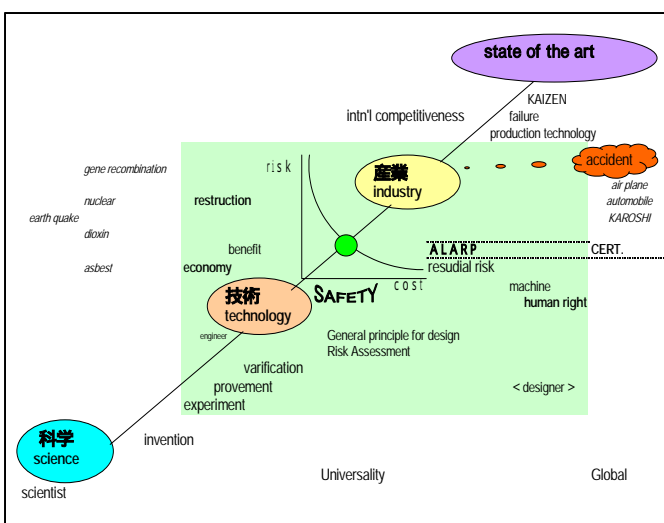 state of the art
KAIZEN
intn'l competitiveness
failure
production technology
gene recombination
risk
産業
industry
accident
air plane
nuclear
restruction
automobile
earth quake
KAROSHI
dioxin
benefit
ALARP
CERT.
asbest
economy
resudial risk
cost
技術
technology
SAFETY
machine
human right
engineer
General principle for design
Risk Assessment
varification
provement
< designer >
experiment
科学
science
invention
Universality
Global
scientist